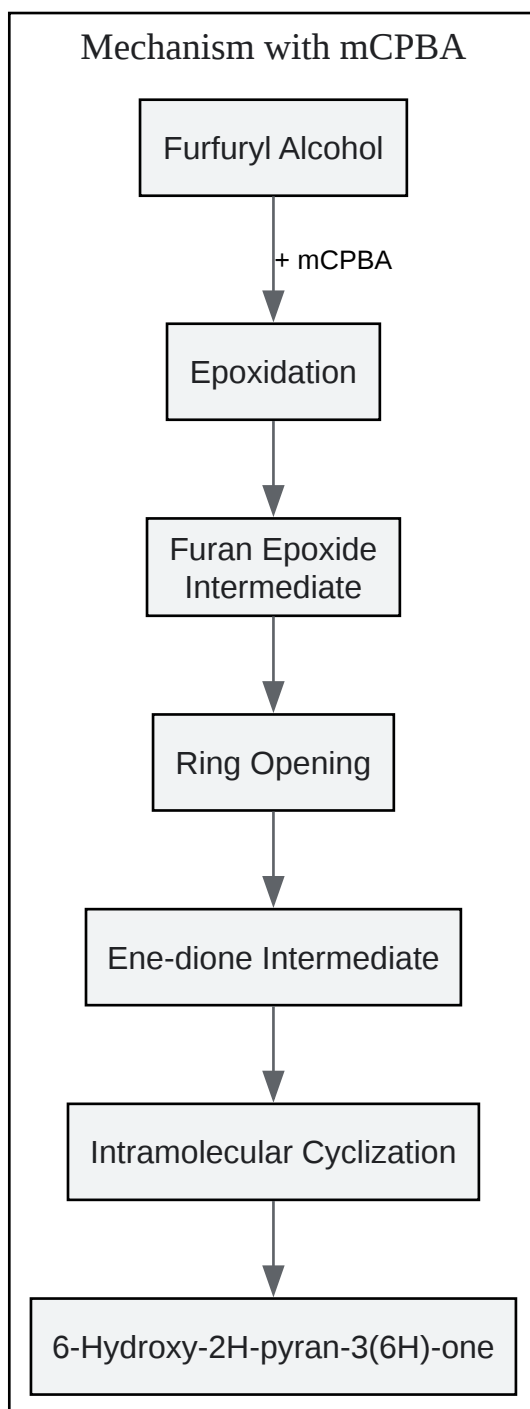 Mechanism with mCPBA
Furfuryl Alcohol
+ mCPBA
Epoxidation
Furan Epoxide
Intermediate
Ring Opening
Ene-dione Intermediate
Intramolecular Cyclization
6-Hydroxy-2H-pyran-3(6H)-one